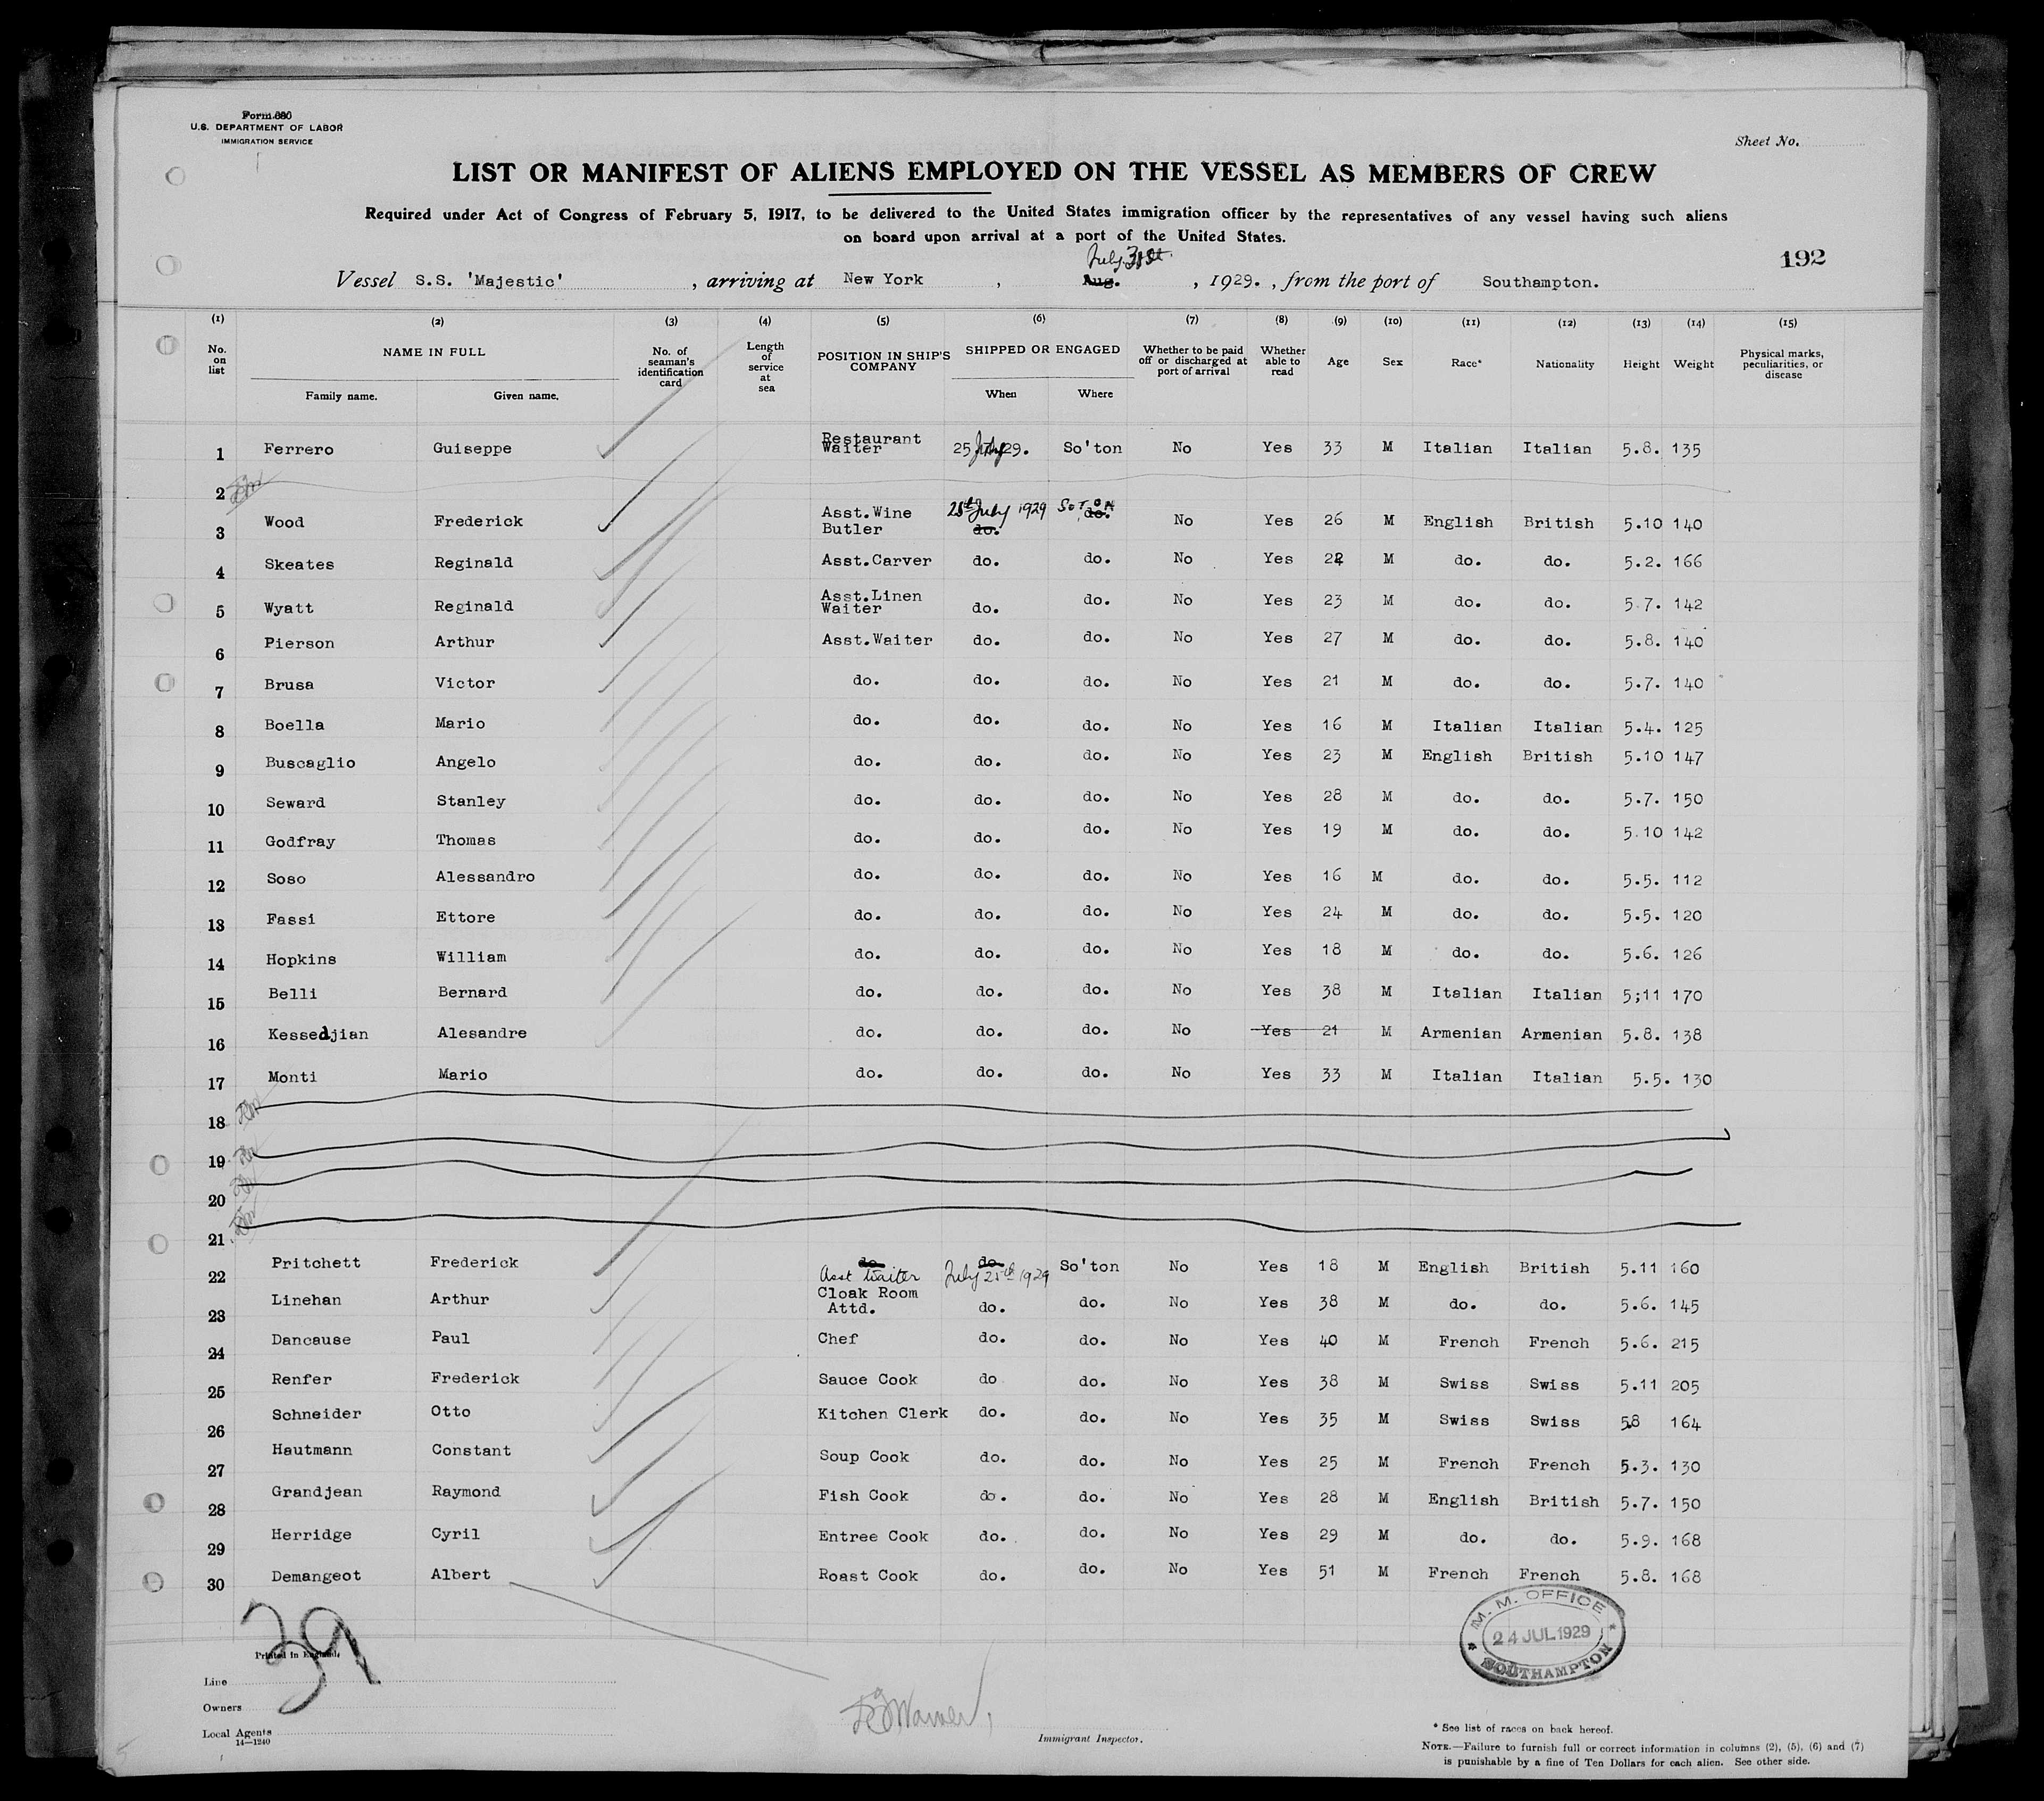 Form 680
U.S. DEPARTMENT OF LABOR
IMMIGRATION SERVICE
Sheet No.
LIST OR MANIFEST OF ALIENS EMPLOYED ON THE VESSEL AS MEMBERS OF CREW
Required under Act of Congress of February 5, 1917, to be delivered to the United States immigration officer by the representatives of any vessel having such aliens
on board upon arrival at a port of the United States.
192
July 31st
Vessel S.S. 'Majestic' , arriving at New York , Aug. , 1929. , from the port of Southampton.
(1) (2) (3) (4) (5) (6) (7) (8) (9) (10) (11) (12) (13) (14) (15)
No. on list NAME IN FULL Family name. Given name. No. of seaman's identification card Length of service at sea POSITION IN SHIP'S COMPANY SHIPPED OR ENGAGED When Where Whether to be paid off or discharged at port of arrival Whether able to read Age Sex Race* Nationality Height Weight Physical marks, peculiarities, or disease
1 Ferrero Guiseppe Restaurant Waiter 25 July 29. So'ton No Yes 33 M Italian Italian 5.8. 135
2
3 Wood Frederick Asst.Wine Butler 25th July 1929 do. So'TON do. No Yes 26 M English British 5.10 140
4 Skeates Reginald Asst.Carver do. do. No Yes 22 M do. do. 5.2. 166
5 Wyatt Reginald Asst.Linen Waiter do. do. No Yes 23 M do. do. 5.7. 142
6 Pierson Arthur Asst.Waiter do. do. No Yes 27 M do. do. 5.8. 140
7 Brusa Victor do. do. do. No Yes 21 M do. do. 5.7. 140
8 Boella Mario do. do. do. No Yes 16 M Italian Italian 5.4. 125
9 Buscaglio Angelo do. do. do. No Yes 23 M English British 5.10 147
10 Seward Stanley do. do. do. No Yes 28 M do. do. 5.7. 150
11 Godfray Thomas do. do. do. No Yes 19 M do. do. 5.10 142
12 Soso Alessandro do. do. do. No Yes 16 M do. do. 5.5. 112
13 Fassi Ettore do. do. do. No Yes 24 M do. do. 5.5. 120
14 Hopkins William do. do. do. No Yes 18 M do. do. 5.6. 126
15 Belli Bernard do. do. do. No Yes 38 M Italian Italian 5;11 170
16 Kessedjian Alesandre do. do. do. No Yes 21 M Armenian Armenian 5.8. 138
17 Monti Mario do. do. do. No Yes 33 M Italian Italian 5.5. 130
18
19
20
21
22 Pritchett Frederick do. Asst Waiter do. July 25th 1929 So'ton No Yes 18 M English British 5.11 160
23 Linehan Arthur Cloak Room Attd. do. do. No Yes 38 M do. do. 5.6. 145
24 Dancause Paul Chef do. do. No Yes 40 M French French 5.6. 215
25 Renfer Frederick Sauce Cook do do. No Yes 38 M Swiss Swiss 5.11 205
26 Schneider Otto Kitchen Clerk do. do. No Yes 35 M Swiss Swiss 5.8 164
27 Hautmann Constant Soup Cook do. do. No Yes 25 M French French 5.3. 130
28 Grandjean Raymond Fish Cook do. do. No Yes 28 M English British 5.7. 150
29 Herridge Cyril Entree Cook do. do. No Yes 29 M do. do. 5.9. 168
30 Demangeot Albert Roast Cook do. do. No Yes 51 M French French 5.8. 168
39
M. M. OFFICE
24 JUL 1929
SOUTHAMPTON
Printed in England.
Line
Owners
Local Agents
14—1240
Immigrant Inspector.
* See list of races on back hereof.
NOTE.—Failure to furnish full or correct information in columns (2), (5), (6) and (7)
is punishable by a fine of Ten Dollars for each alien. See other side.